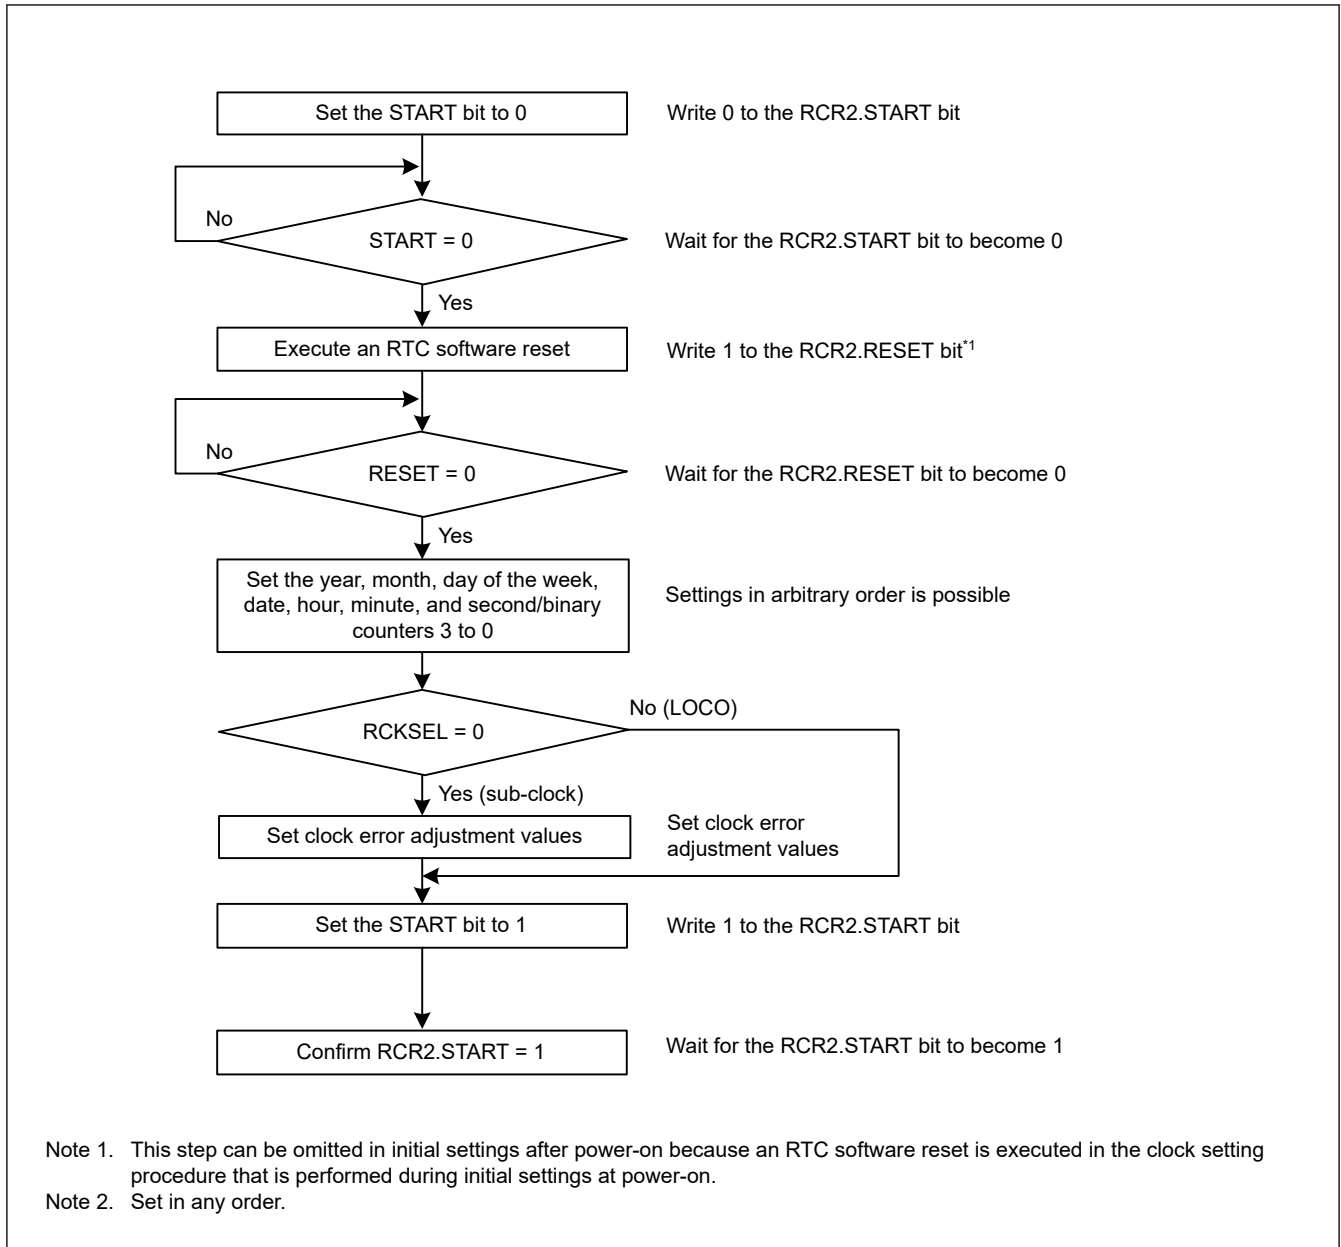 Set the START bit to 0
Write 0 to the RCR2.START bit
No
START = 0
Wait for the RCR2.START bit to become 0
Yes
Execute an RTC software reset
Write 1 to the RCR2.RESET bit*1
No
RESET = 0
Wait for the RCR2.RESET bit to become 0
Yes
Set the year, month, day of the week,
date, hour, minute, and second/binary
counters 3 to 0
Settings in arbitrary order is possible
No (LOCO)
RCKSEL = 0
Yes (sub-clock)
Set clock error adjustment values
Set clock error
adjustment values
Set the START bit to 1
Write 1 to the RCR2.START bit
Confirm RCR2.START = 1
Wait for the RCR2.START bit to become 1
Note 1. This step can be omitted in initial settings after power-on because an RTC software reset is executed in the clock setting
procedure that is performed during initial settings at power-on.
Note 2. Set in any order.